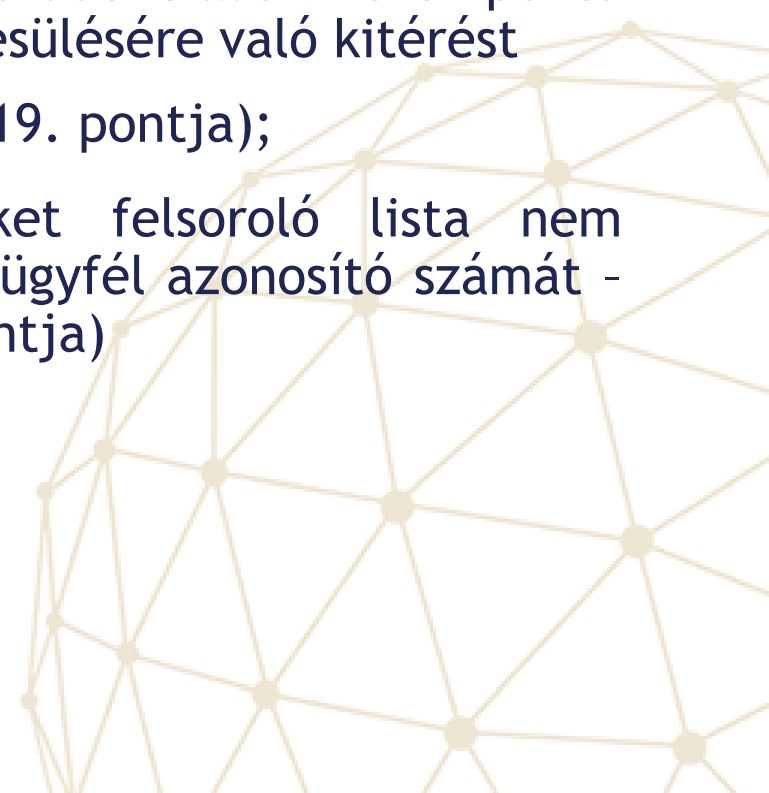 esülésére való kitérést
19. pontja);
ket felsoroló lista nem
ügyfél azonosító számát –
ntja)